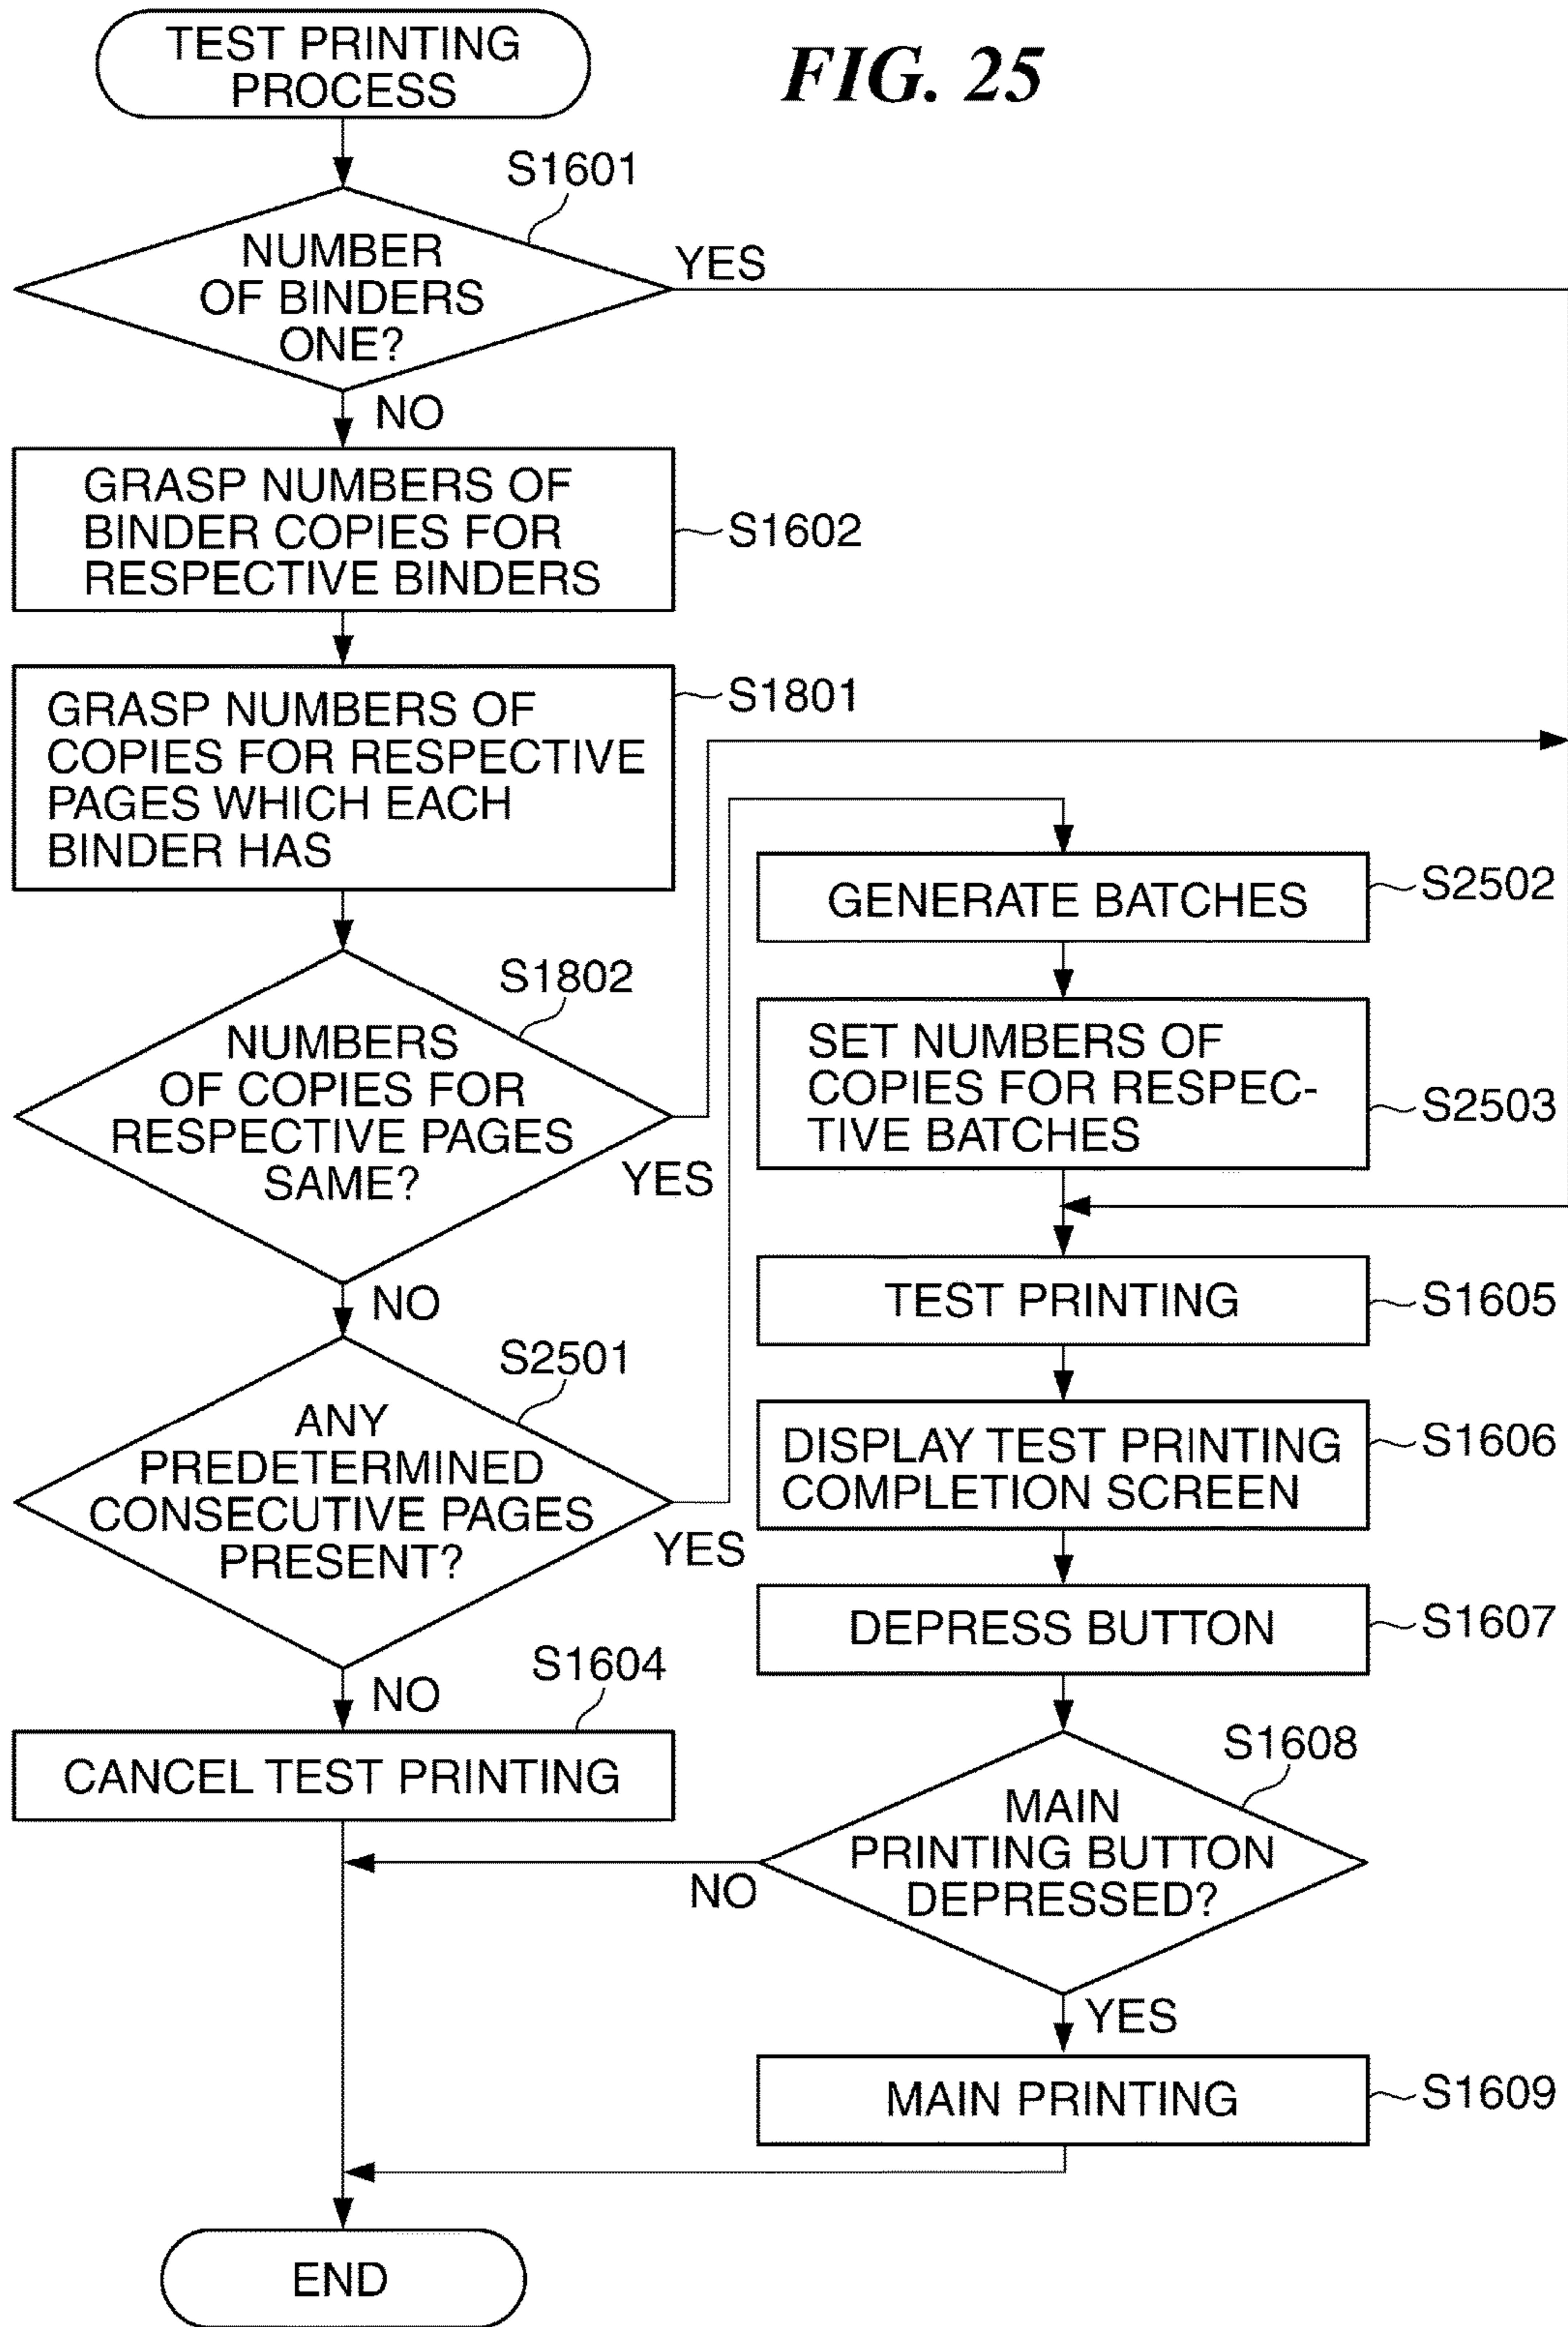 TEST PRINTING
PROCESS
FIG. 25
S1601
NUMBER
OF BINDERS
ONE?
YES
NO
GRASP NUMBERS OF
BINDER COPIES FOR
RESPECTIVE BINDERS
S1602
GRASP NUMBERS OF
COPIES FOR RESPECTIVE
PAGES WHICH EACH
BINDER HAS
S1801
S1802
NUMBERS
OF COPIES FOR
RESPECTIVE PAGES
SAME?
YES
NO
S2501
ANY
PREDETERMINED
CONSECUTIVE PAGES
PRESENT?
YES
NO
S1604
CANCEL TEST PRINTING
GENERATE BATCHES
S2502
SET NUMBERS OF
COPIES FOR RESPEC-
TIVE BATCHES
S2503
TEST PRINTING
S1605
DISPLAY TEST PRINTING
COMPLETION SCREEN
S1606
DEPRESS BUTTON
S1607
S1608
MAIN
PRINTING BUTTON
DEPRESSED?
NO
YES
MAIN PRINTING
S1609
END